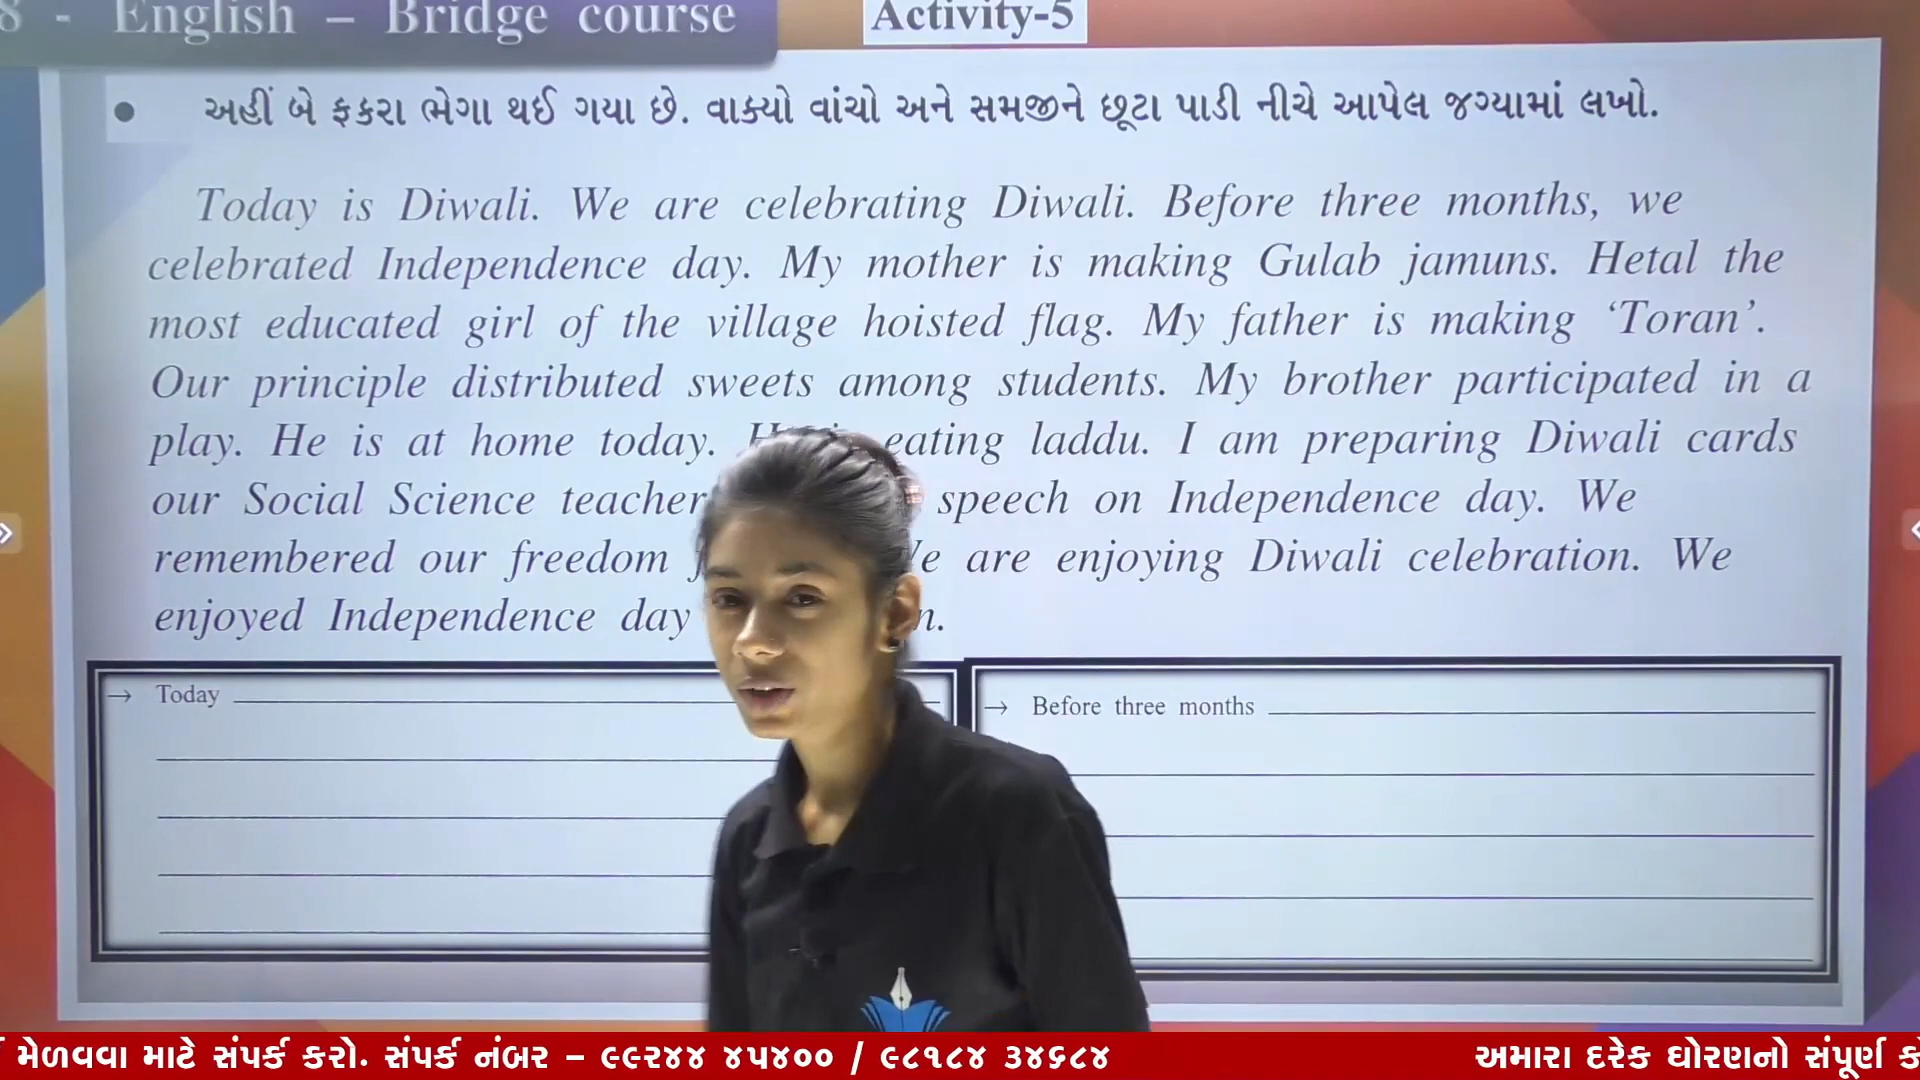 8 - English – Bridge course
Activity-5
• અહીં બે ફકરા ભેગા થઈ ગયા છે. વાક્યો વાંચો અને સમજીને છૂટા પાડી નીચે આપેલ જગ્યામાં લખો.
Today is Diwali. We are celebrating Diwali. Before three months, we
celebrated Independence day. My mother is making Gulab jamuns. Hetal the
most educated girl of the village hoisted flag. My father is making ‘Toran’.
Our principle distributed sweets among students. My brother participated in a
play. He is at home today. eating laddu. I am preparing Diwali cards
our Social Science teacher speech on Independence day. We
remembered our freedom are enjoying Diwali celebration. We
enjoyed Independence day
→ Today
→ Before three months
મેળવવા માટે સંપર્ક કરો. સંપર્ક નંબર – ૯૯૨૪૪ ૪૫૪૦૦ / ૯૮૧૮૪ ૩૪૬૮૪
અમારા દરેક ધોરણનો સંપૂર્ણ